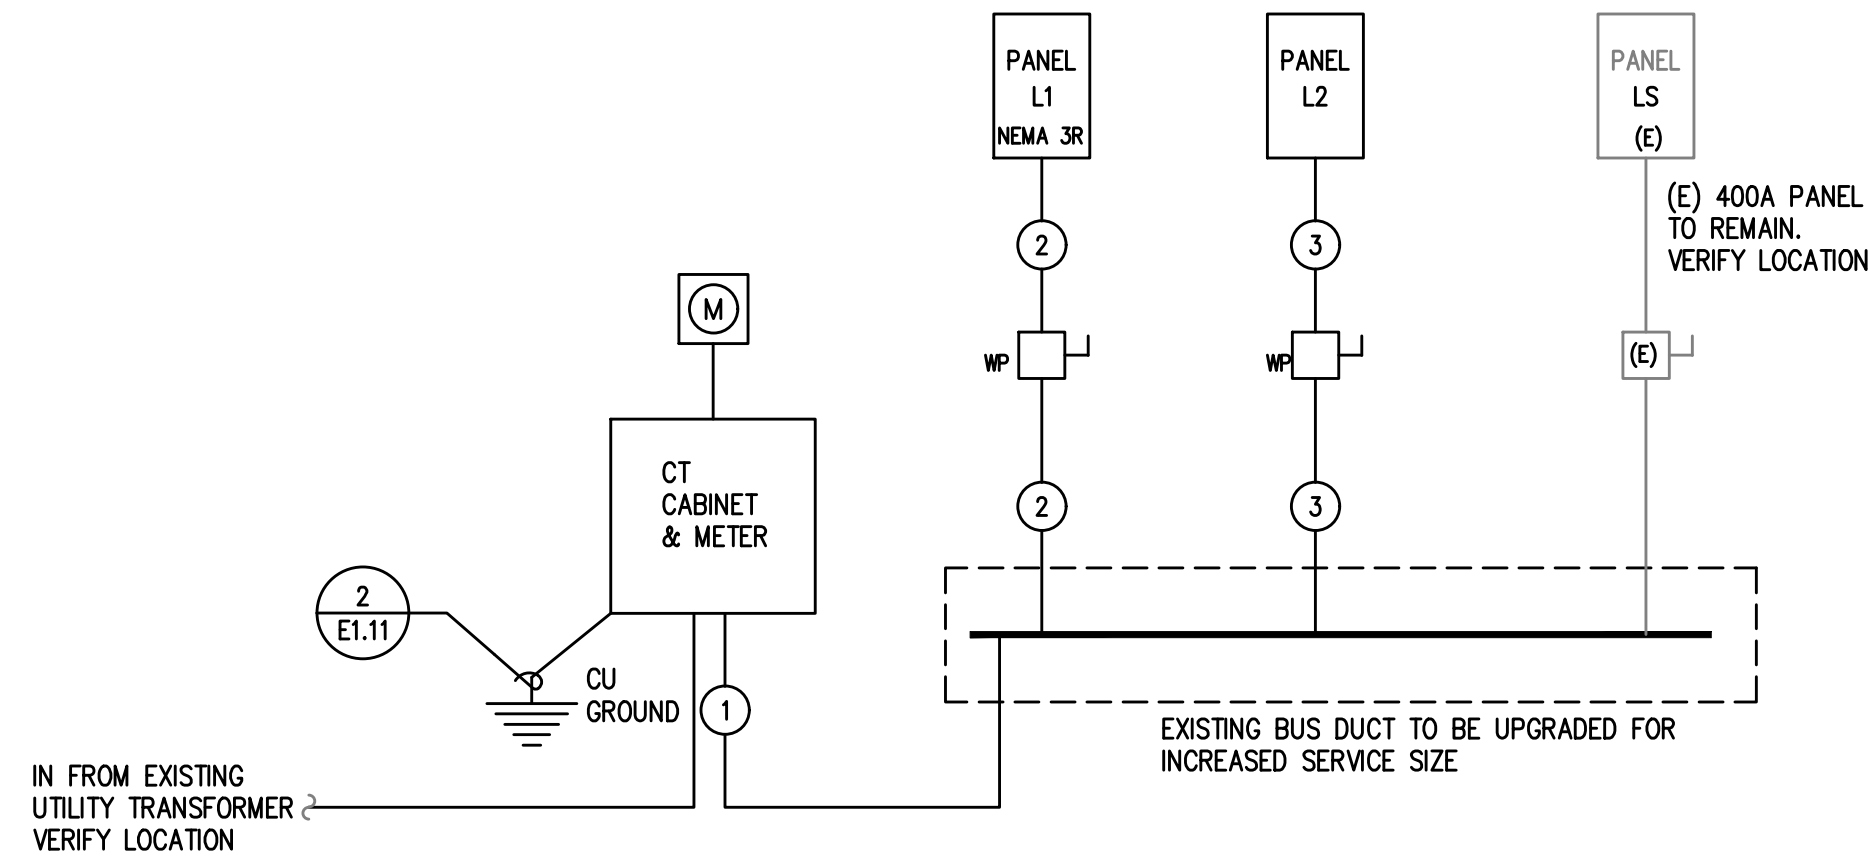 PANEL
L1
NEMA 3R
PANEL
L2
PANEL
LS
(E)
(E) 400A PANEL
TO REMAIN.
VERIFY LOCATION
2
3
M
WP
WP
(E)
CT
CABINET
& METER
2
3
2
E1.11
CU
GROUND
1
EXISTING BUS DUCT TO BE UPGRADED FOR
INCREASED SERVICE SIZE
IN FROM EXISTING
UTILITY TRANSFORMER
VERIFY LOCATION